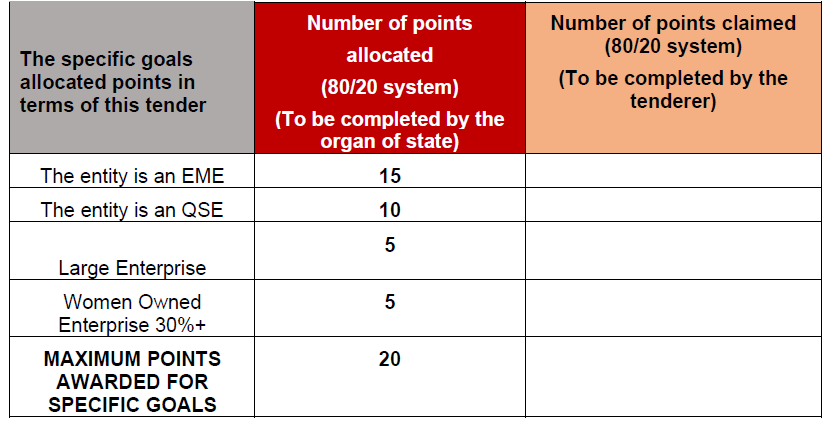 The specific goals
allocated points in
terms of this tender
Number of points
allocated
(80/20 system)
(To be completed by the
organ of state)
Number of points claimed
(80/20 system)
(To be completed by the
tenderer)
The entity is an EME
15
The entity is an QSE
10
Large Enterprise
5
Women Owned
Enterprise 30%+
5
MAXIMUM POINTS
AWARDED FOR
SPECIFIC GOALS
20